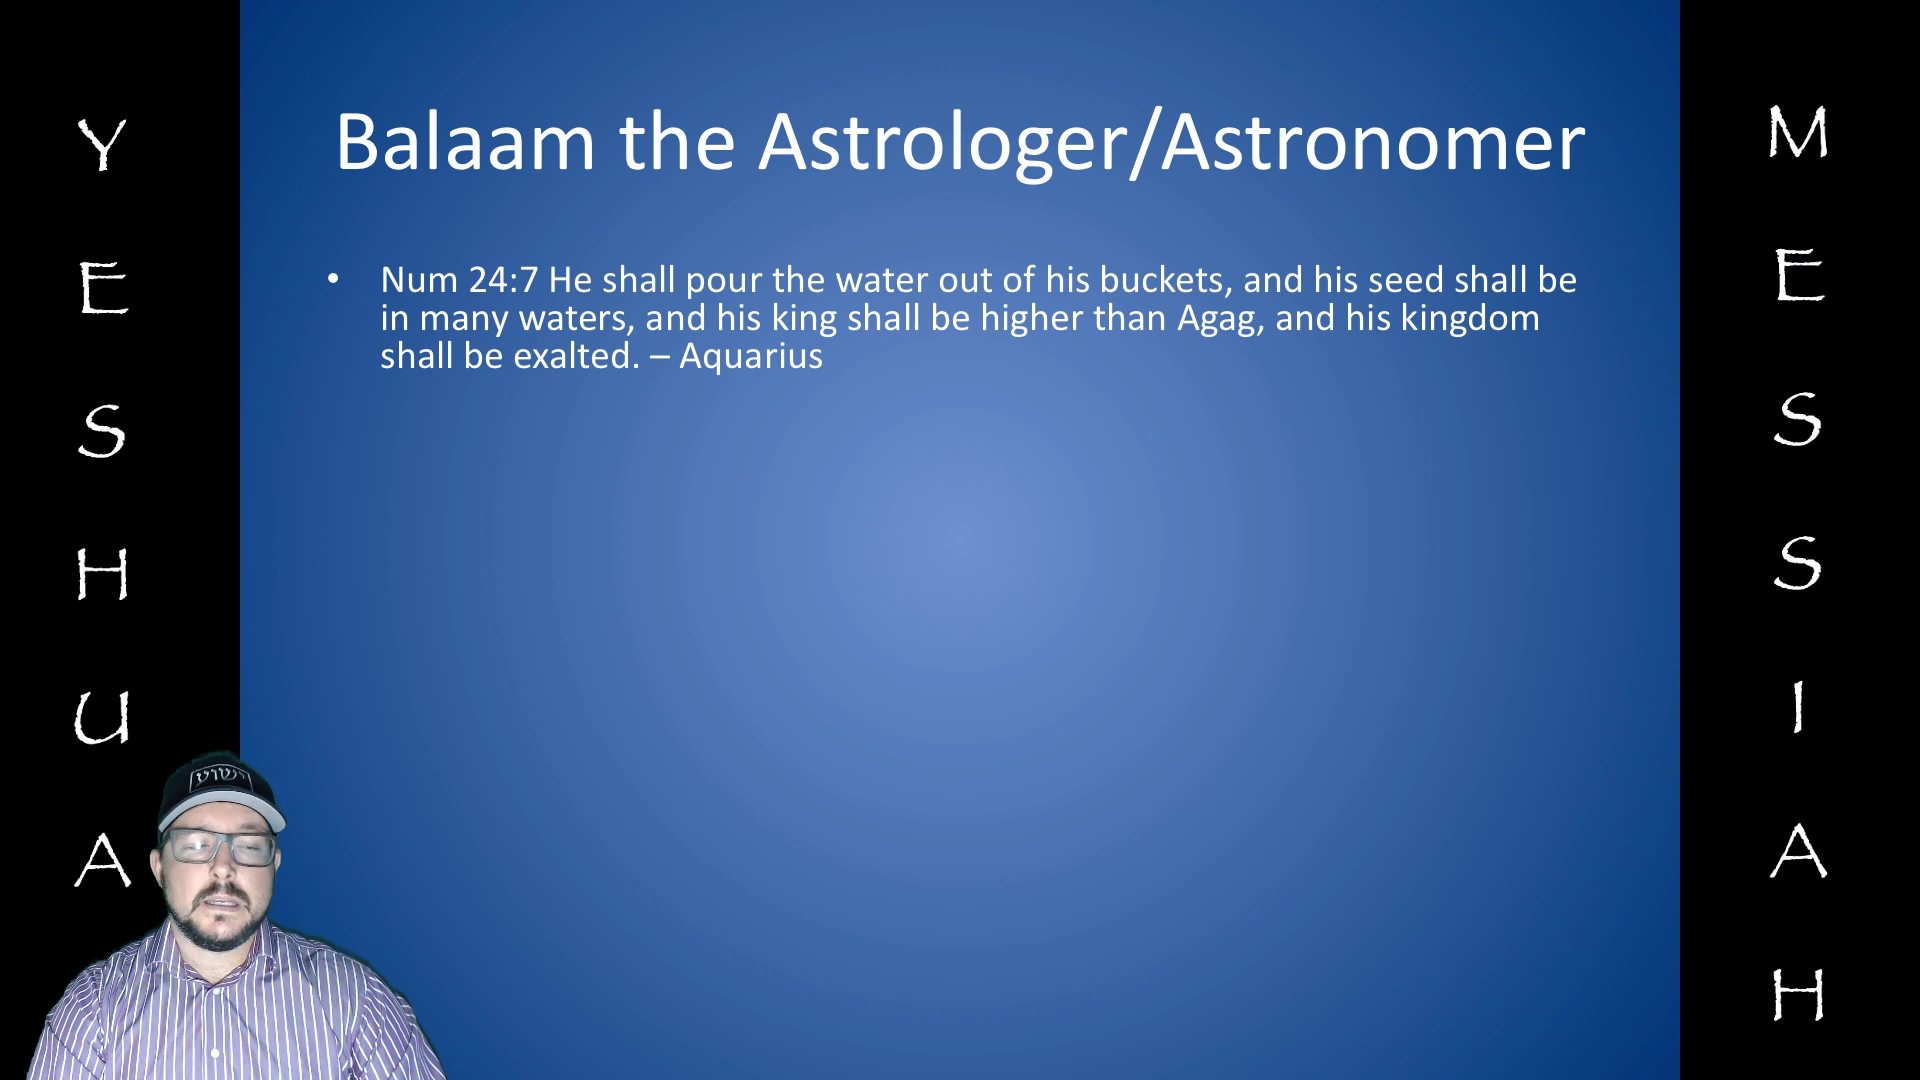 Balaam the Astrologer/Astronomer
• Num 24:7 He shall pour the water out of his buckets, and his seed shall be
in many waters, and his king shall be higher than Agag, and his kingdom
shall be exalted. – Aquarius
Y
E
S
H
U
A
M
E
S
S
I
A
H
ישוע